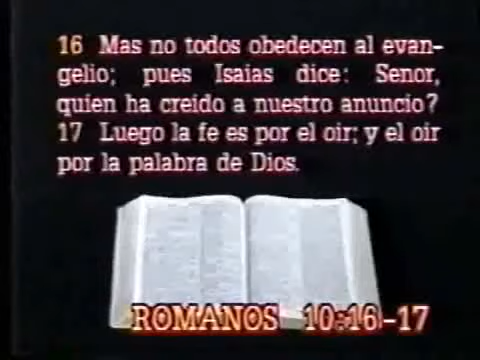 16 Mas no todos obedecen al evan-
gelio; pues Isaias dice: Senor,
quien ha creido a nuestro anuncio?
17 Luego la fe es por el oir; y el oir
por la palabra de Dios.
ROMANOS 10:16-17